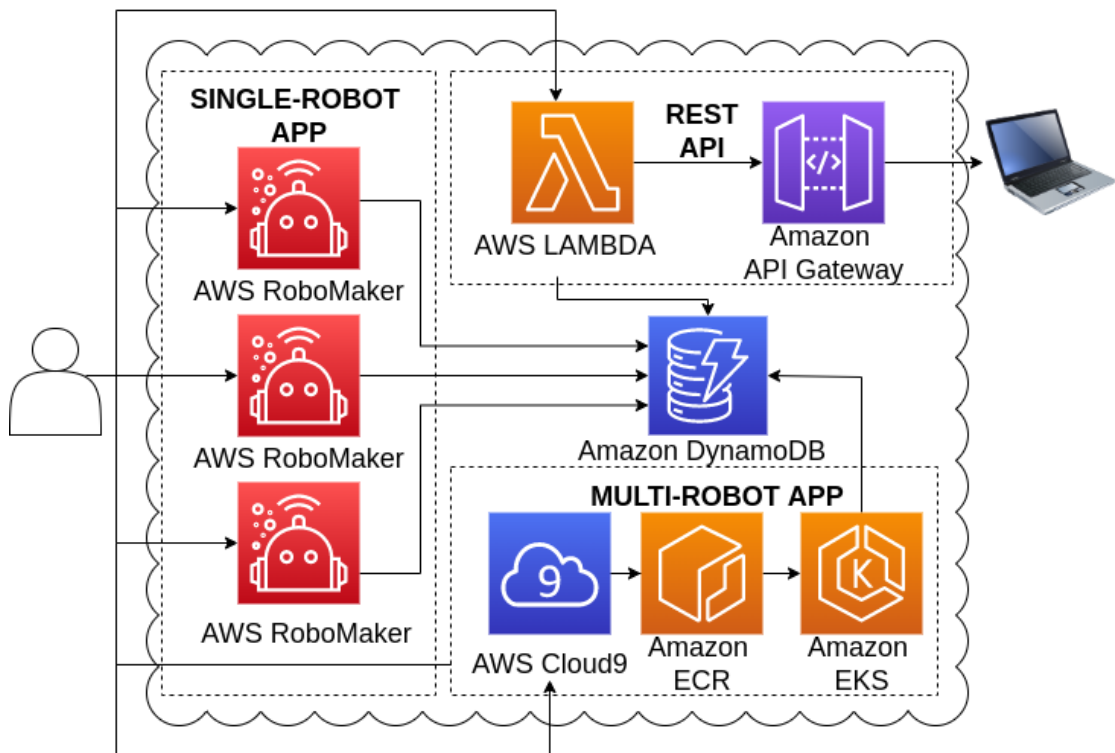 SINGLE-ROBOT
APP
AWS RoboMaker
AWS RoboMaker
AWS RoboMaker
REST
API
</>
AWS LAMBDA
Amazon
API Gateway
Amazon DynamoDB
MULTI-ROBOT APP
9
K
AWS Cloud9
Amazon
ECR
Amazon
EKS